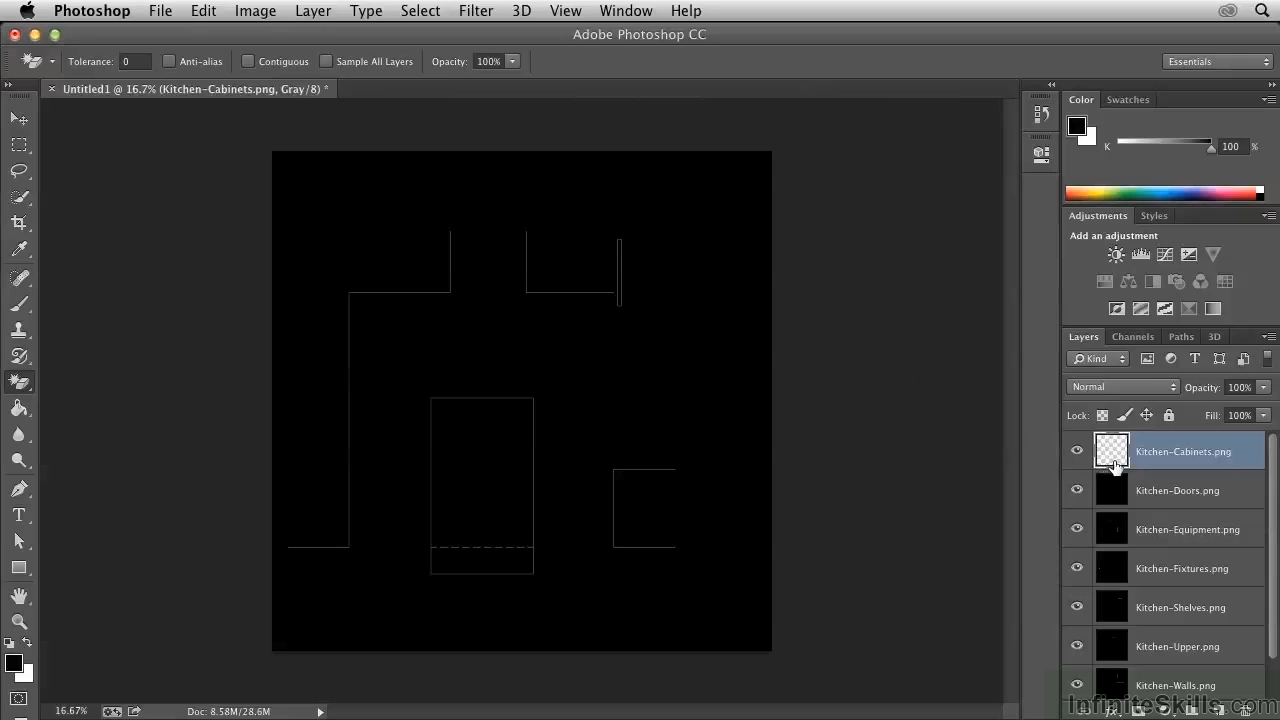 Photoshop File Edit Image Layer Type Select Filter 3D View Window Help
Adobe Photoshop CC
Tolerance: 0 Anti-alias Contiguous Sample All Layers Opacity: 100% Essentials
Untitled1 @ 16.7% (Kitchen-Cabinets.png, Gray/8) *
Color Swatches
K 100 %
Adjustments Styles
Add an adjustment
Layers Channels Paths 3D
Kind
Normal Opacity: 100%
Lock: Fill: 100%
Kitchen-Cabinets.png
Kitchen-Doors.png
Kitchen-Equipment.png
Kitchen-Fixtures.png
Kitchen-Shelves.png
Kitchen-Upper.png
Kitchen-Walls.png
InfiniteSkills.com
16.67% Doc: 8.58M/28.6M